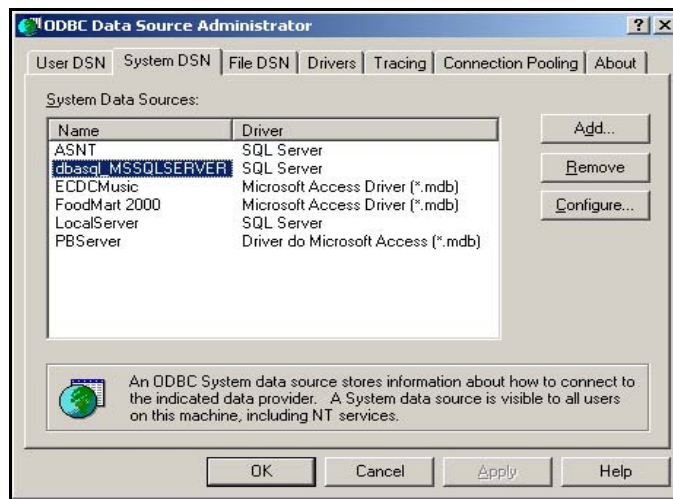 ODBC Data Source Administrator
User DSN System DSN File DSN Drivers Tracing Connection Pooling About
System Data Sources:
Name Driver
ASNT SQL Server
dbasql_MSSQLSERVER SQL Server
ECDCMusic Microsoft Access Driver (*.mdb)
FoodMart 2000 Microsoft Access Driver (*.mdb)
LocalServer SQL Server
PBServer Driver do Microsoft Access (*.mdb)
Add...
Remove
Configure...
An ODBC System data source stores information about how to connect to
the indicated data provider. A System data source is visible to all users
on this machine, including NT services.
OK Cancel Apply Help